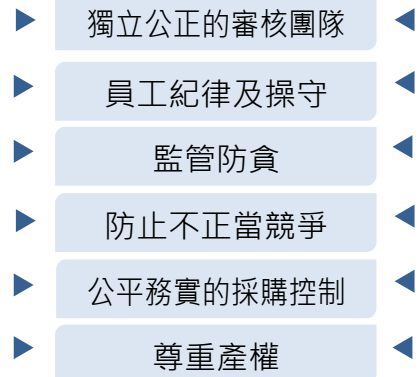 獨立公正的審核團隊
員工紀律及操守
監管防貪
防止不正當競爭
公平務實的採購控制
尊重產權